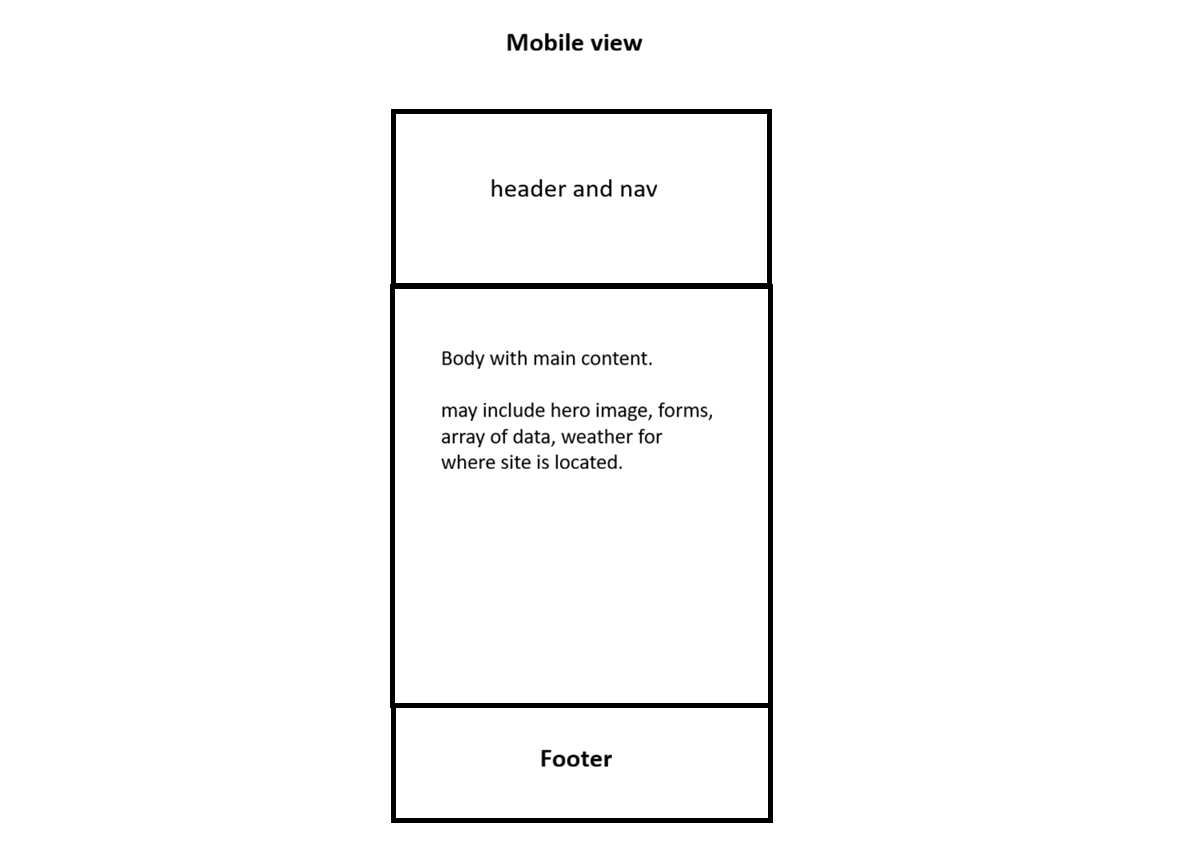 Mobile view
header and nav
Body with main content.
may include hero image, forms,
array of data, weather for
where site is located.
Footer